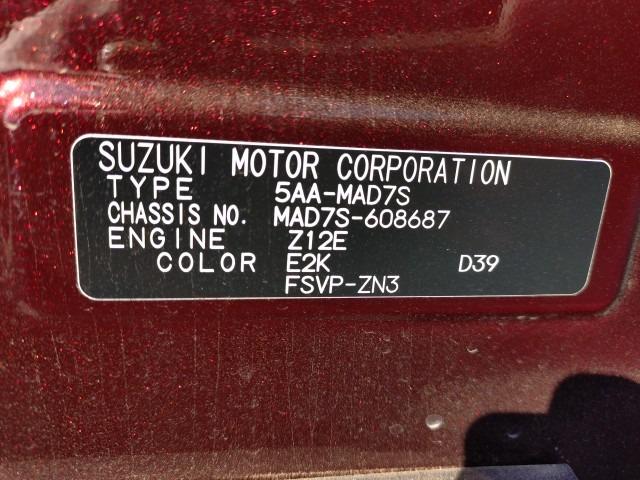 SUZUKI MOTOR CORPORATION
TYPE 5AA-MAD7S
CHASSIS NO. MAD7S-608687
ENGINE Z12E
COLOR E2K D39
FSVP-ZN3